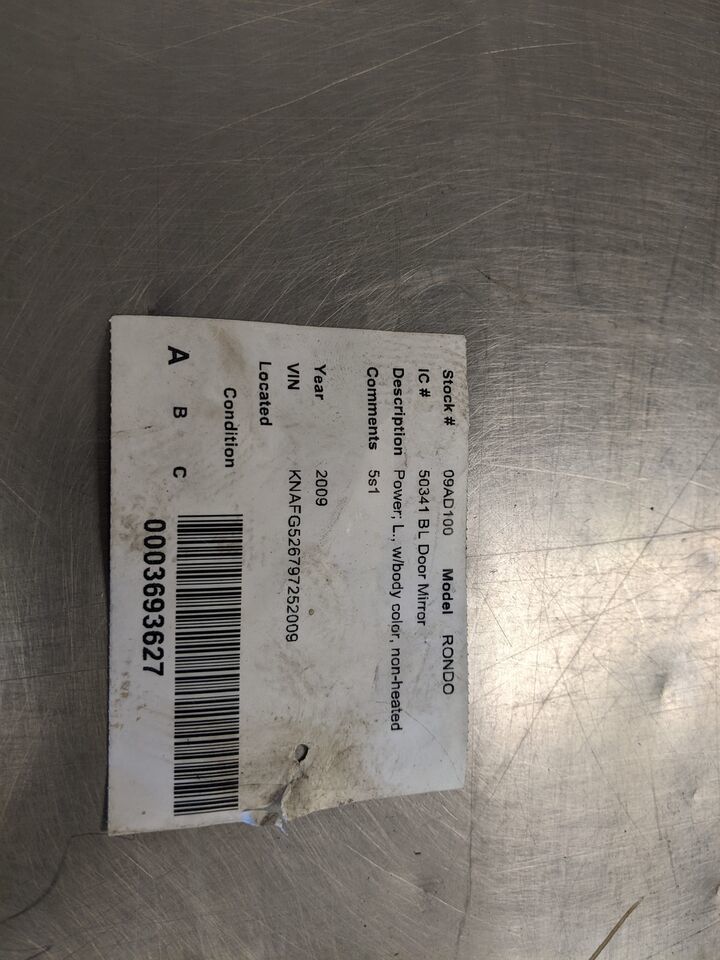 Stock # 09AD100 Model RONDO
IC # 50341 BL Door Mirror
Description Power; L., w/body color, non-heated
Comments 5s1
Year 2009
VIN KNAFG526797252009
Located
Condition
A B C
0003693627